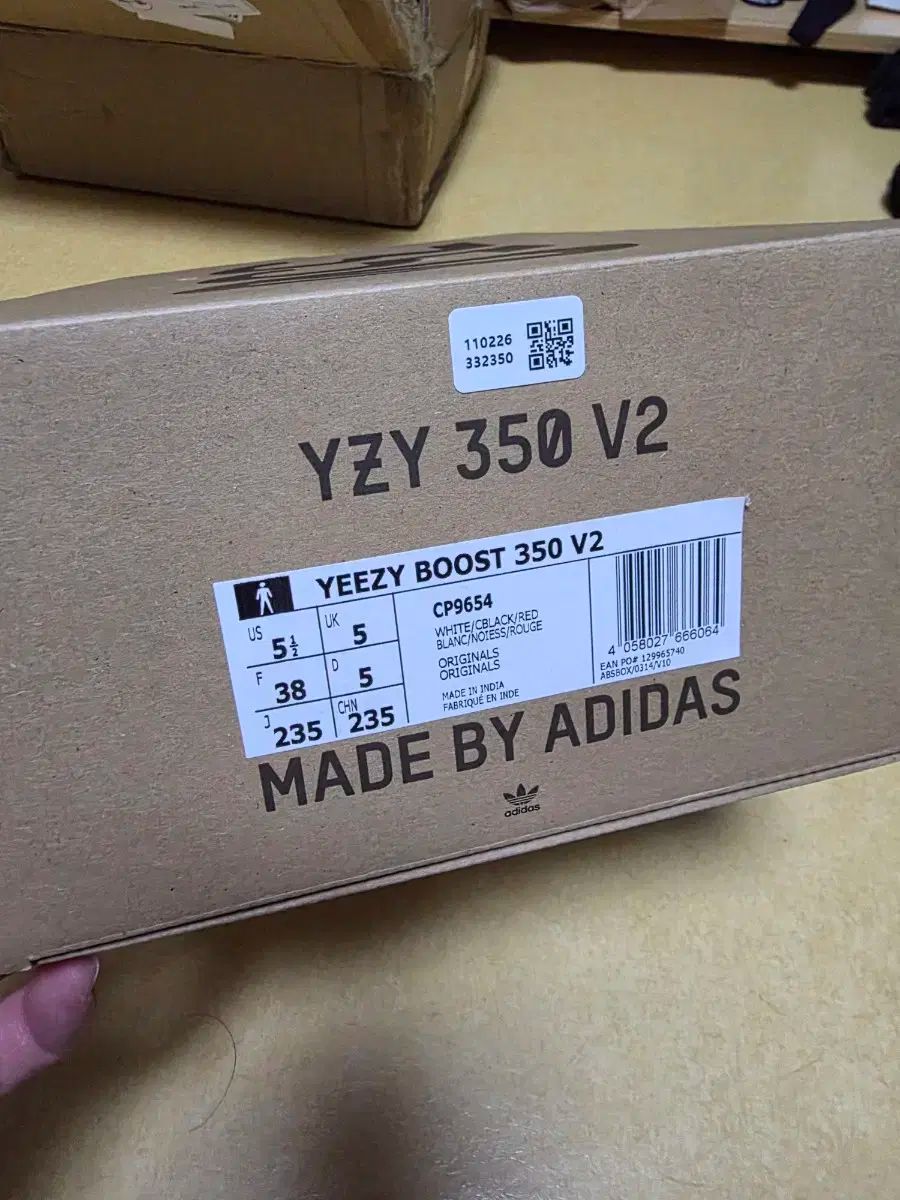 110226
332350
YZY 350 V2
YEEZY BOOST 350 V2
US 5½ UK 5
F 38 D 5
J 235 CHN 235
CP9654
WHITE/CBLACK/RED
BLANC/NOIESS/ROUGE
ORIGINALS
ORIGINALS
MADE IN INDIA
FABRIQUÉ EN INDE
4 058027 666064
EAN PO# 129965740
ABSBOX/0314/V10
MADE BY ADIDAS
adidas